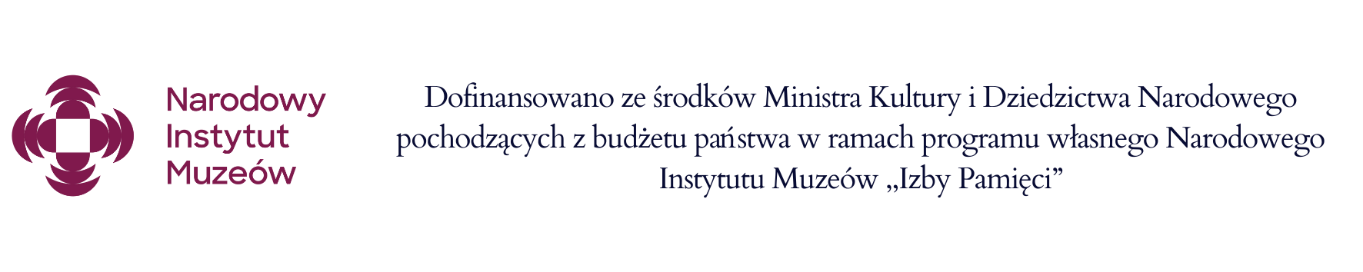 Narodowy
Instytut
Muzeów
Dofinansowano ze środków Ministra Kultury i Dziedzictwa Narodowego
pochodzących z budżetu państwa w ramach programu własnego Narodowego
Instytutu Muzeów „Izby Pamięci”